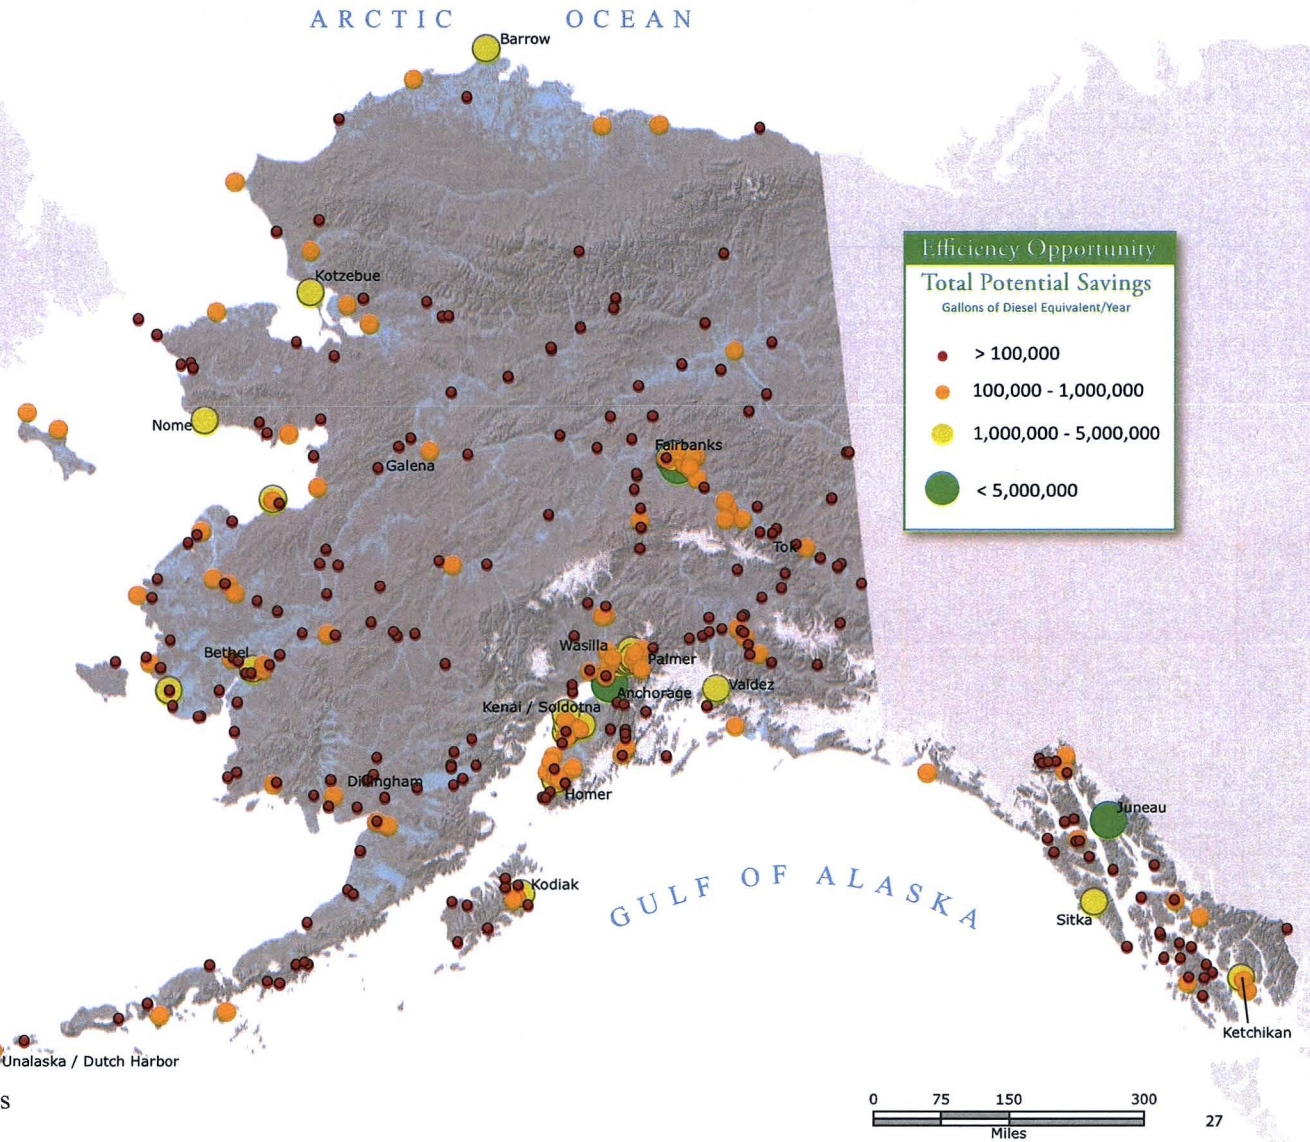 ARCTIC OCEAN
Barrow
Kotzebue
Nome
Galena
Fairbanks
Tok
Bethel
Wasilla
Palmer
Anchorage
Valdez
Kenai / Soldotna
Dillingham
Homer
Kodiak
Juneau
Sitka
Ketchikan
Unalaska / Dutch Harbor
GULF OF ALASKA
Efficiency Opportunity
Total Potential Savings
Gallons of Diesel Equivalent/Year
> 100,000
100,000 - 1,000,000
1,000,000 - 5,000,000
< 5,000,000
s
0 75 150 300
Miles
27